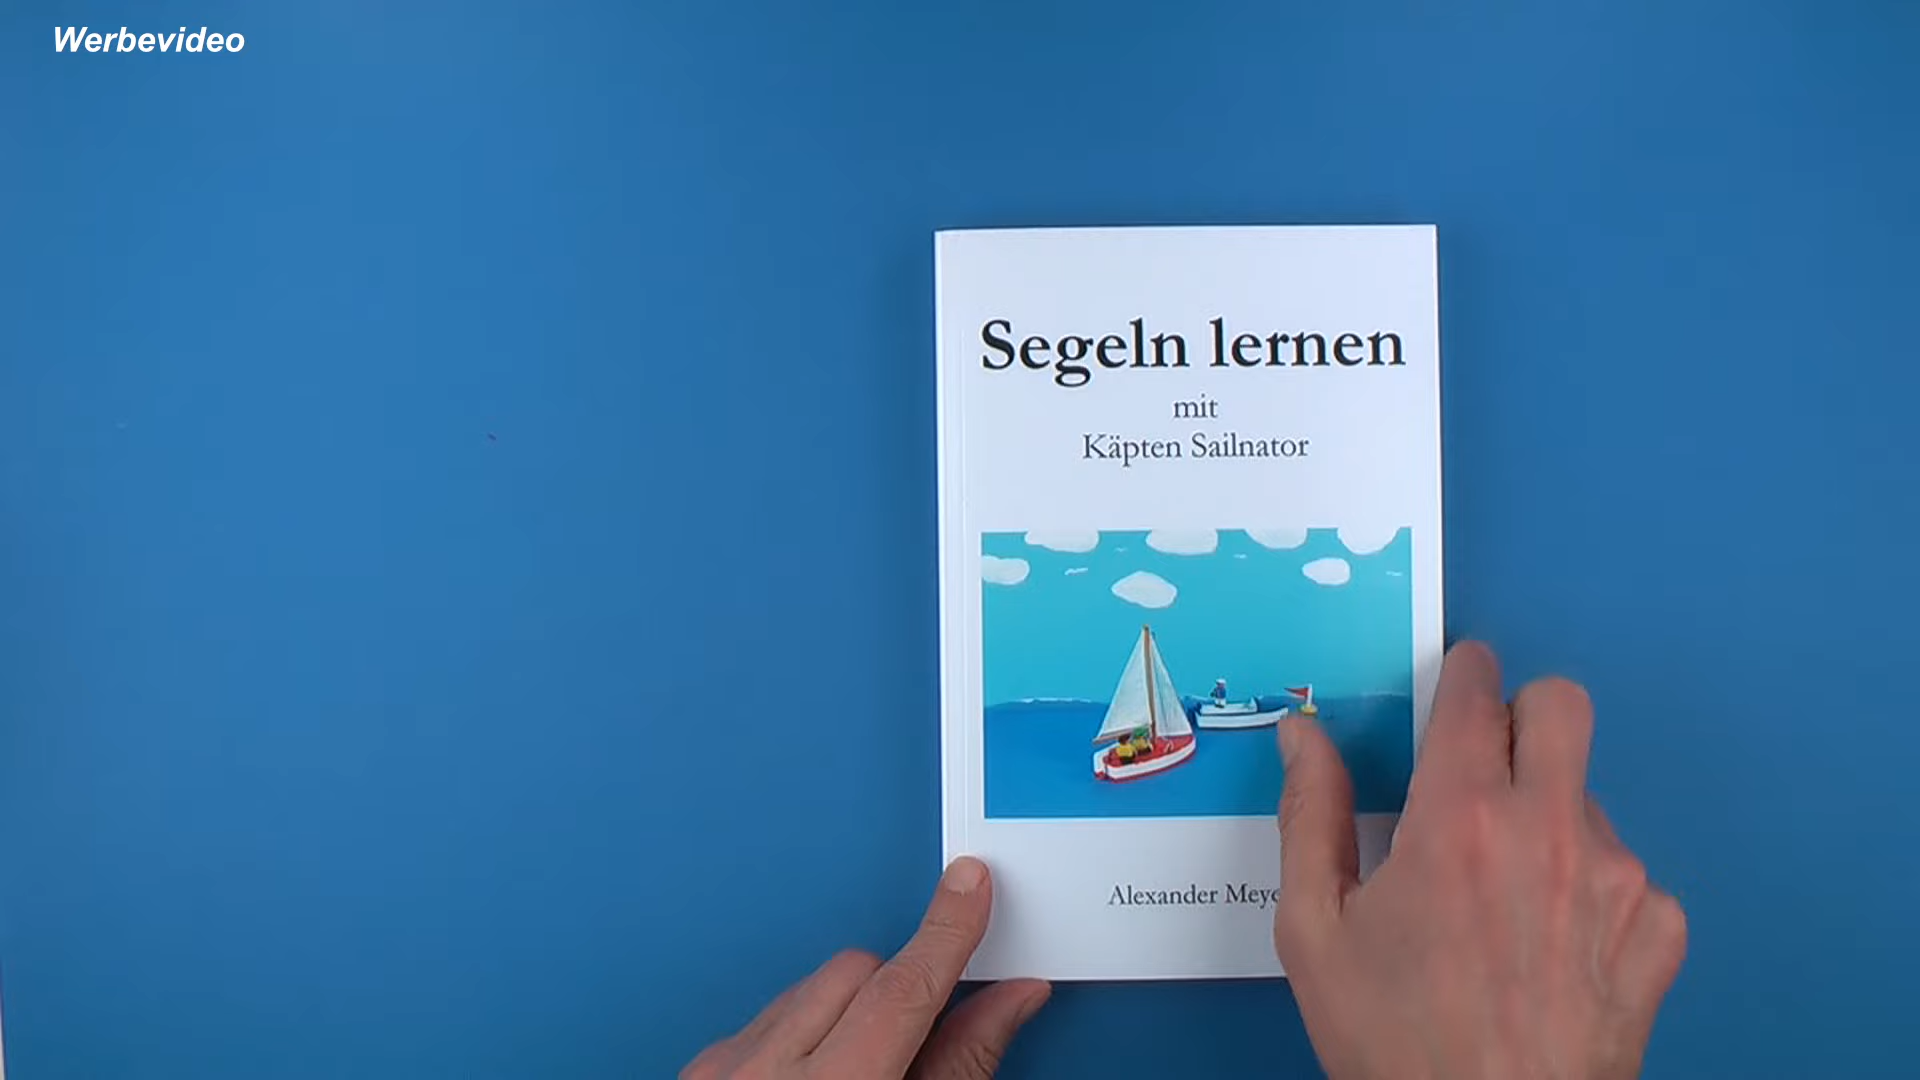 Werbevideo
Segeln lernen
mit
Käpten Sailnator
Alexander